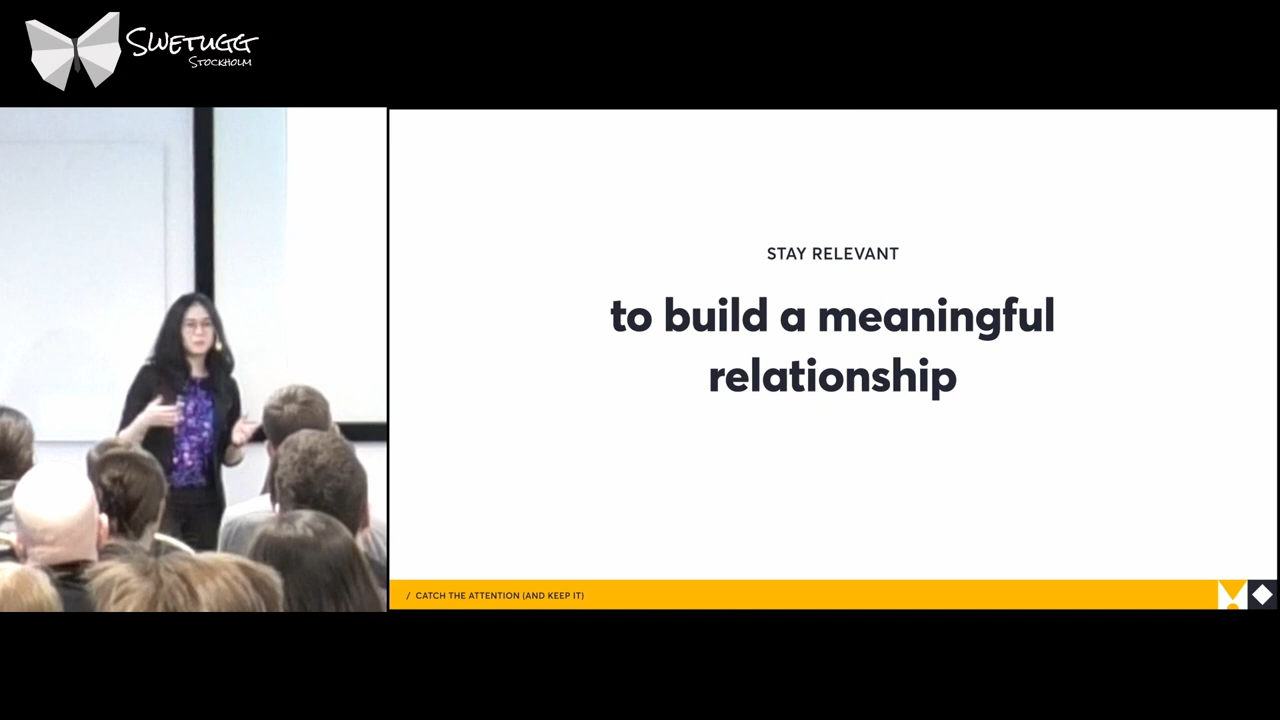 Swetugg
Stockholm
STAY RELEVANT
to build a meaningful
relationship
/ CATCH THE ATTENTION (AND KEEP IT)